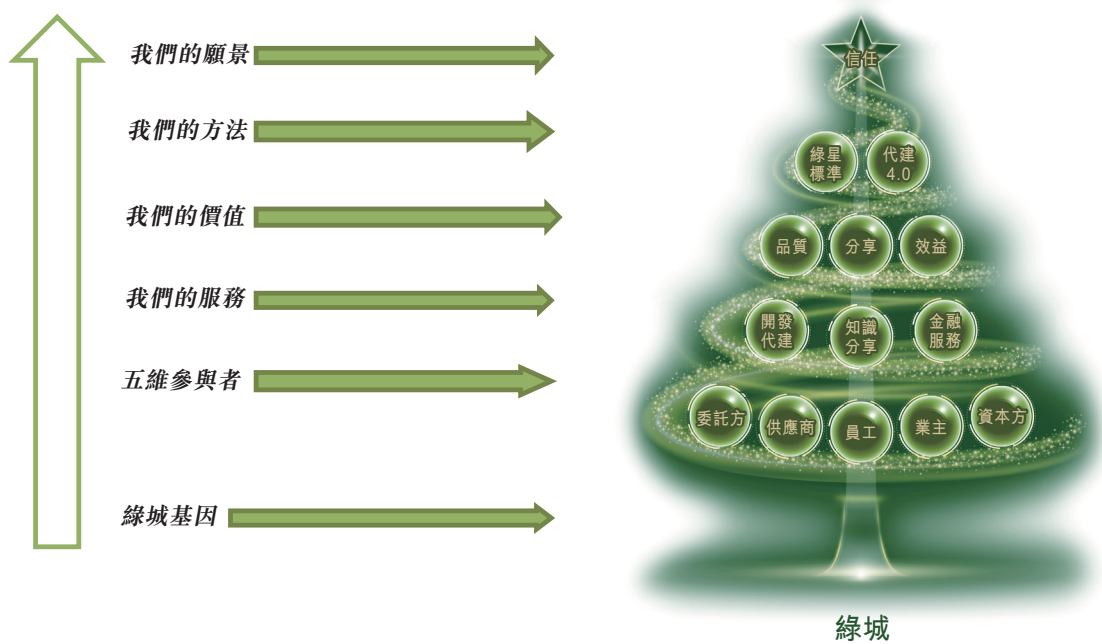 我們的願景
信任
我們的方法
綠星
標準
代建
4.0
我們的價值
品質
分享
效益
我們的服務
開發
代建
知識
分享
金融
服務
五維參與者
委託方
供應商
員工
業主
資本方
綠城基因
綠城